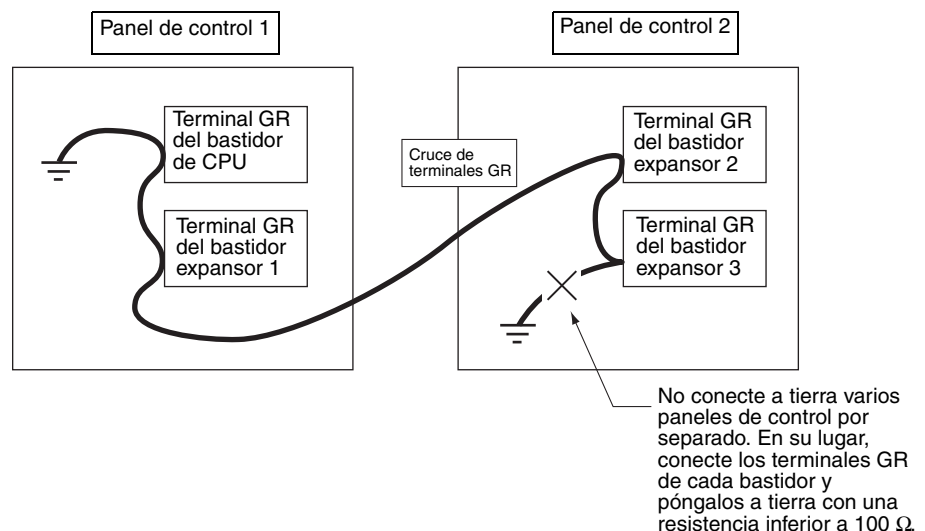 Panel de control 1
Panel de control 2
Terminal GR
del bastidor
de CPU
Terminal GR
del bastidor
expansor 1
Cruce de
terminales GR
Terminal GR
del bastidor
expansor 2
Terminal GR
del bastidor
expansor 3
No conecte a tierra varios
paneles de control por
separado. En su lugar,
conecte los terminales GR
de cada bastidor y
póngalos a tierra con una
resistencia inferior a 100 Ω.